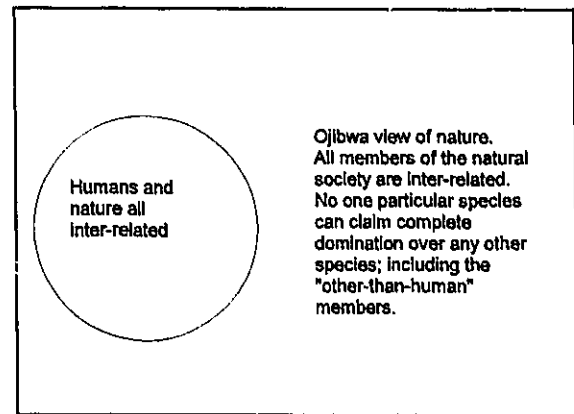 Humans and
nature all
inter-related
Ojibwa view of nature.
All members of the natural
society are inter-related.
No one particular species
can claim complete
domination over any other
species; including the
"other-than-human"
members.